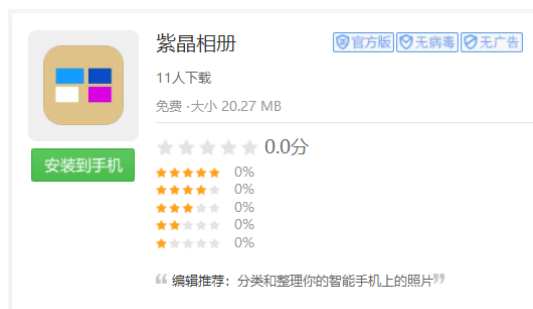 紫晶相册 官方版 无病毒 无广告
11人下载
免费 ·大小 20.27 MB
0.0分
安装到手机
0%
0%
0%
0%
0%
“ 编辑推荐：分类和整理你的智能手机上的照片”